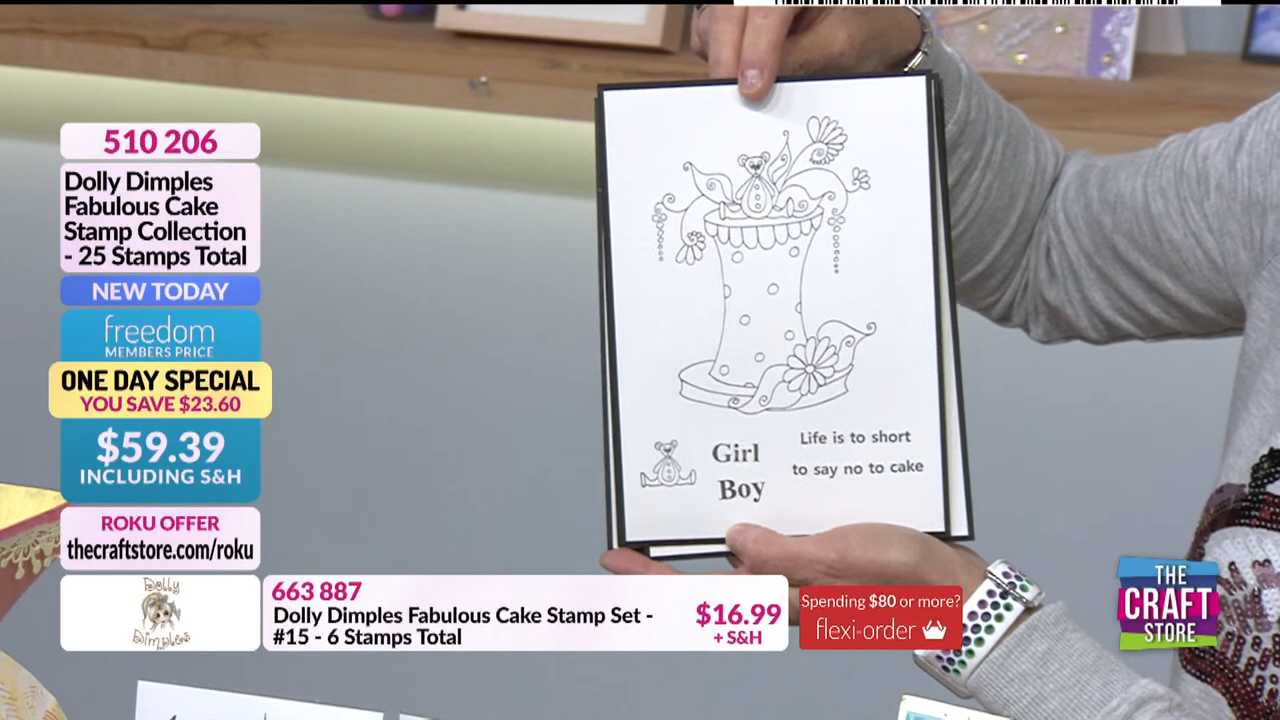 510 206
Dolly Dimples
Fabulous Cake
Stamp Collection
- 25 Stamps Total
NEW TODAY
freedom
MEMBERS PRICE
ONE DAY SPECIAL
YOU SAVE $23.60
$59.39
INCLUDING S&H
ROKU OFFER
thecraftstore.com/roku
Girl
Boy
Life is to short
to say no to cake
Dolly
Dimples
663 887
Dolly Dimples Fabulous Cake Stamp Set -
#15 - 6 Stamps Total
$16.99
+ S&H
Spending $80 or more?
flexi-order
THE
CRAFT
STORE